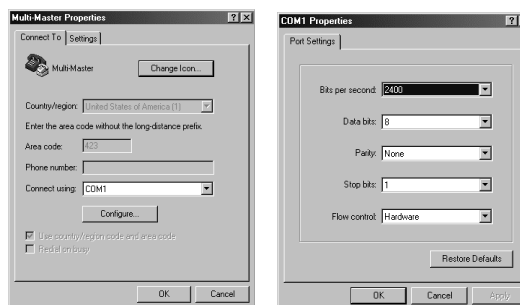 Multi-Master Properties
Connect To
Settings
Multi-Master
Change Icon...
Country/region:
United States of America (1)
Enter the area code without the long-distance prefix.
Area code:
423
Phone number:
Connect using:
COM1
Configure...
Use country/region code and area code
Redial on busy
OK
Cancel
COM1 Properties
Port Settings
Bits per second:
2400
Data bits:
8
Parity:
None
Stop bits:
1
Flow control:
Hardware
Restore Defaults
OK
Cancel
Apply